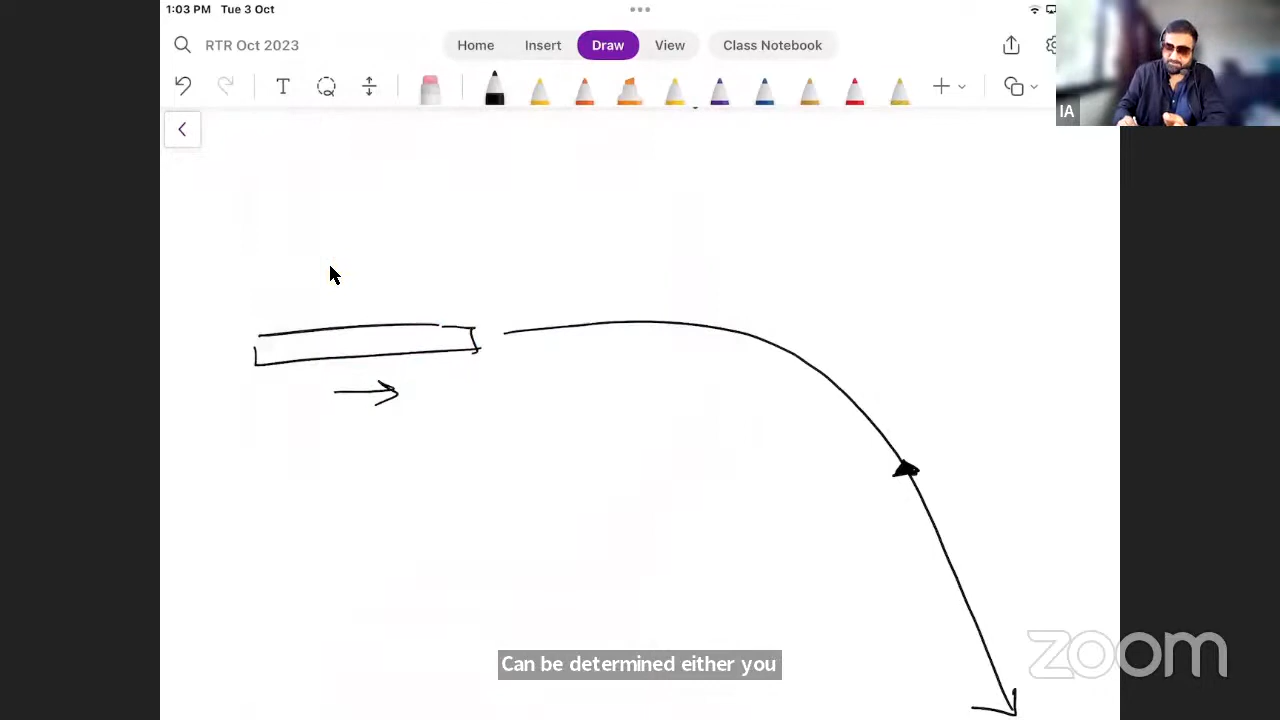 1:03 PM Tue 3 Oct
RTR Oct 2023
Home Insert Draw View Class Notebook
T
IA
Can be determined either you
zoom